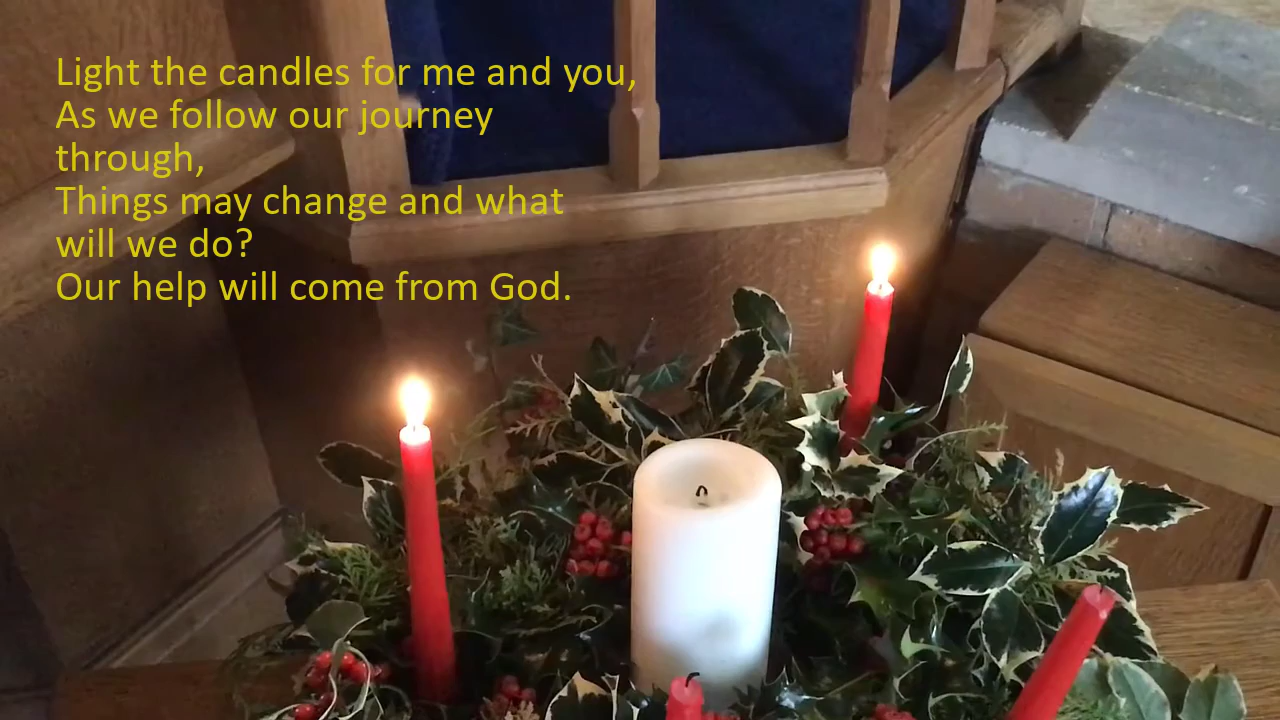 Light the candles for me and you,
As we follow our journey
through,
Things may change and what
will we do?
Our help will come from God.